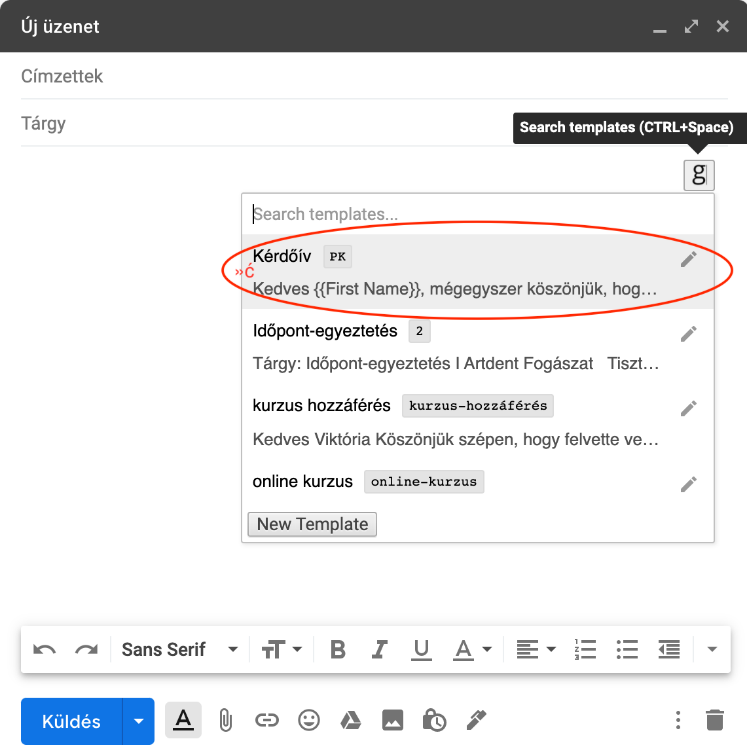 Új üzenet
Címzettek
Tárgy
Search templates (CTRL+Space)
g
Search templates...
Kérdőív PK
»Ć
Kedves {{First Name}}, mégegyszer köszönjük, hog…
Időpont-egyeztetés 2
Tárgy: Időpont-egyeztetés I Artdent Fogászat Tiszt…
kurzus hozzáférés kurzus-hozzáférés
Kedves Viktória Köszönjük szépen, hogy felvette ve…
online kurzus online-kurzus
New Template
Sans Serif
Küldés